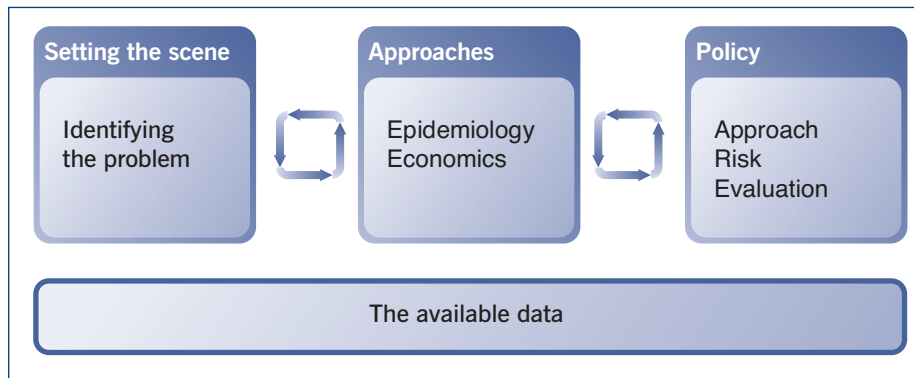 Setting the scene
Identifying
the problem
Approaches
Epidemiology
Economics
Policy
Approach
Risk
Evaluation
The available data